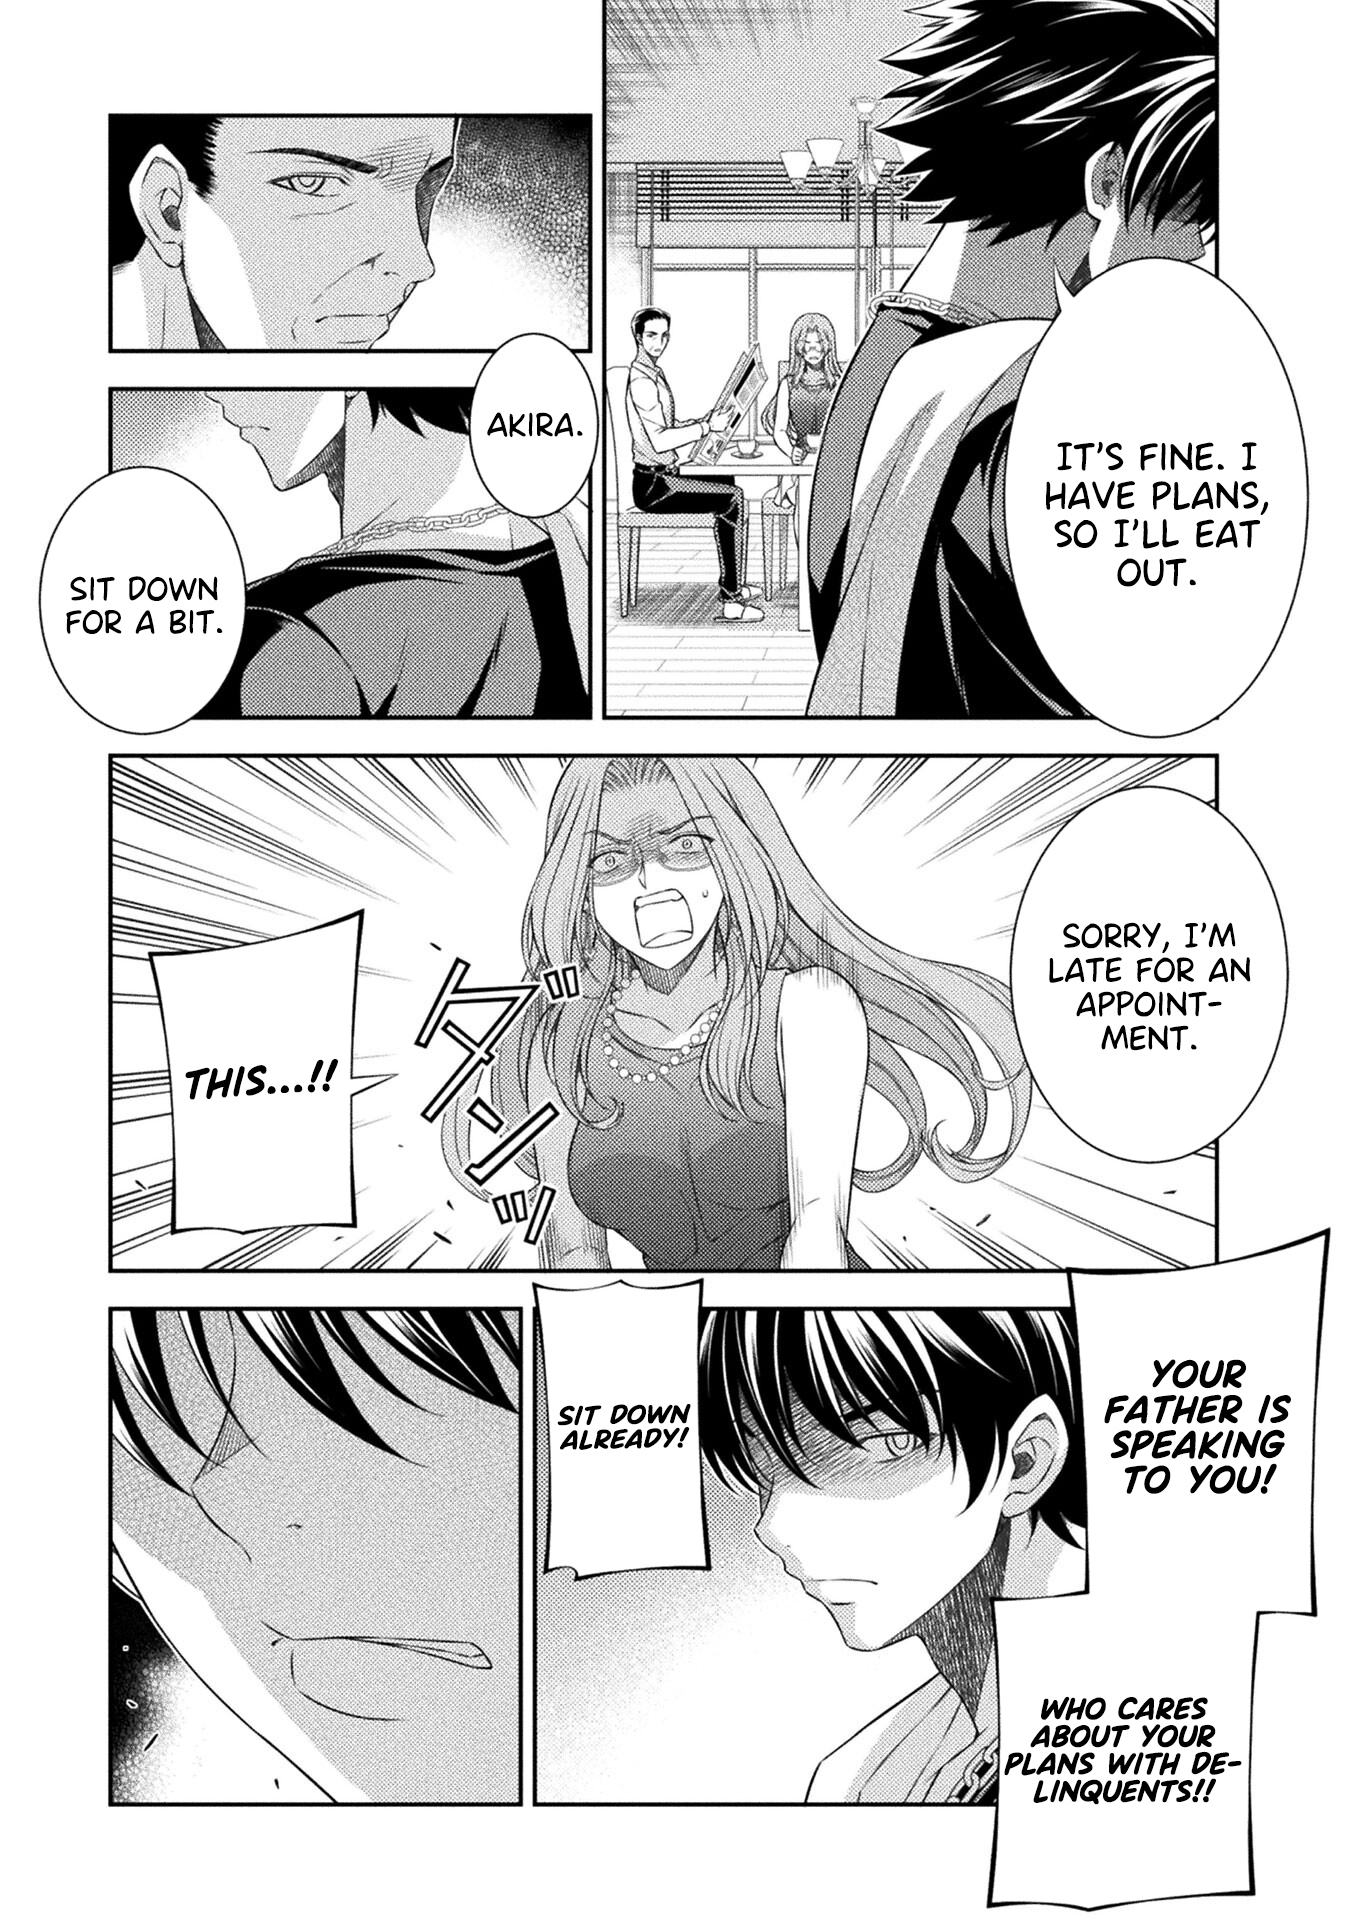 IT'S FINE. I
HAVE PLANS,
SO I'LL EAT
OUT.
AKIRA.
SIT DOWN
FOR A BIT.
SORRY, I'M
LATE FOR AN
APPOINT-
MENT.
ダンッ
THIS...!!
YOUR
FATHER IS
SPEAKING
TO YOU!
WHO CARES
ABOUT YOUR
PLANS WITH DE-
LINQUENTS!!
SIT DOWN
ALREADY!